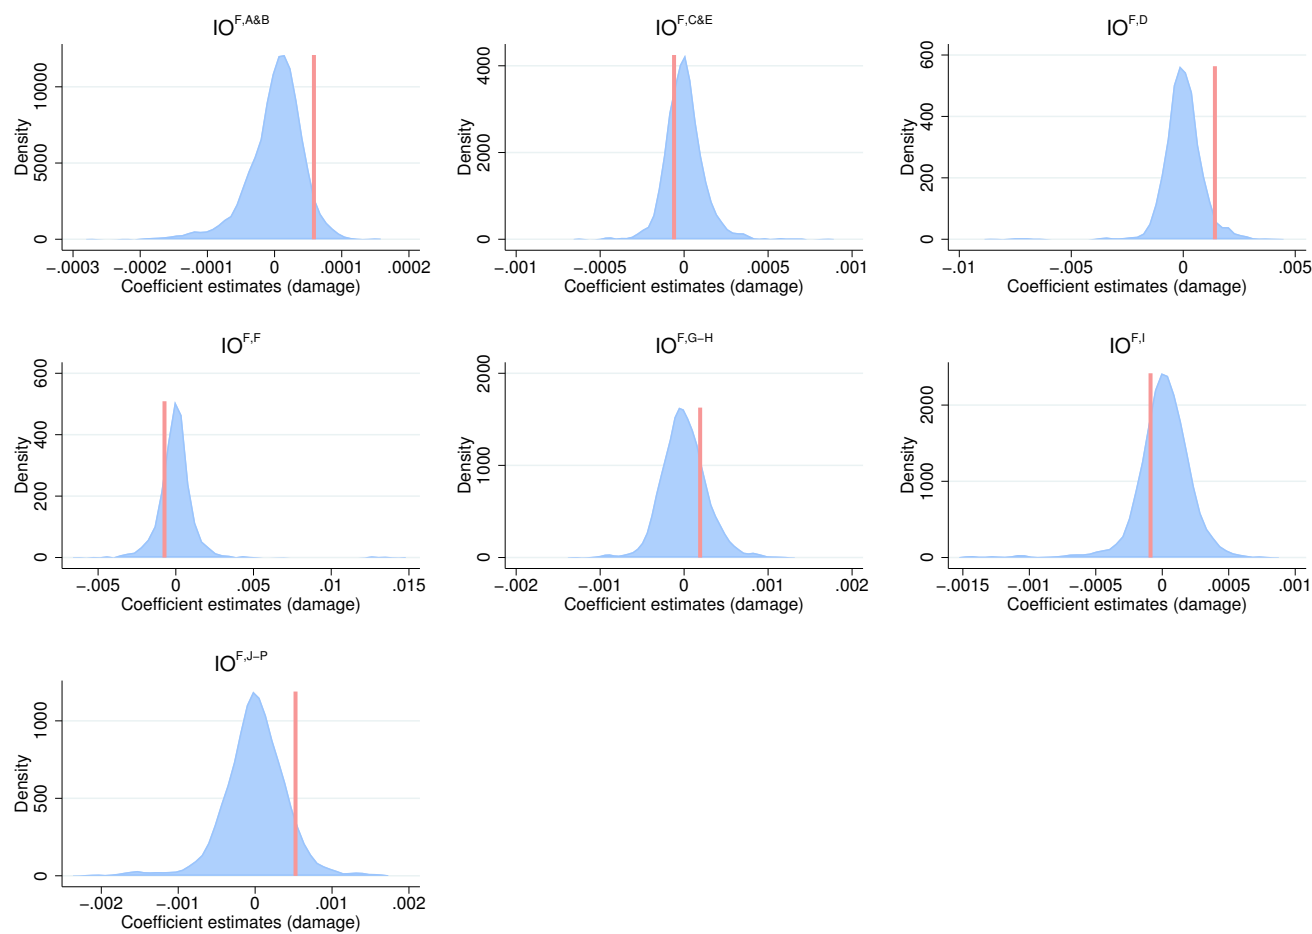 IO^F,A&B
Density
10000
5000
0
−.0003 −.0002 −.0001 0 .0001 .0002
Coefficient estimates (damage)
IO^F,C&E
Density
4000
2000
0
−.001 −.0005 0 .0005 .001
Coefficient estimates (damage)
IO^F,D
Density
600
400
200
0
−.01 −.005 0 .005
Coefficient estimates (damage)
IO^F,F
Density
600
400
200
0
−.005 0 .005 .01 .015
Coefficient estimates (damage)
IO^F,G−H
Density
2000
1000
0
−.002 −.001 0 .001 .002
Coefficient estimates (damage)
IO^F,I
Density
2000
1000
0
−.0015 −.001 −.0005 0 .0005 .001
Coefficient estimates (damage)
IO^F,J−P
Density
1000
500
0
−.002 −.001 0 .001 .002
Coefficient estimates (damage)